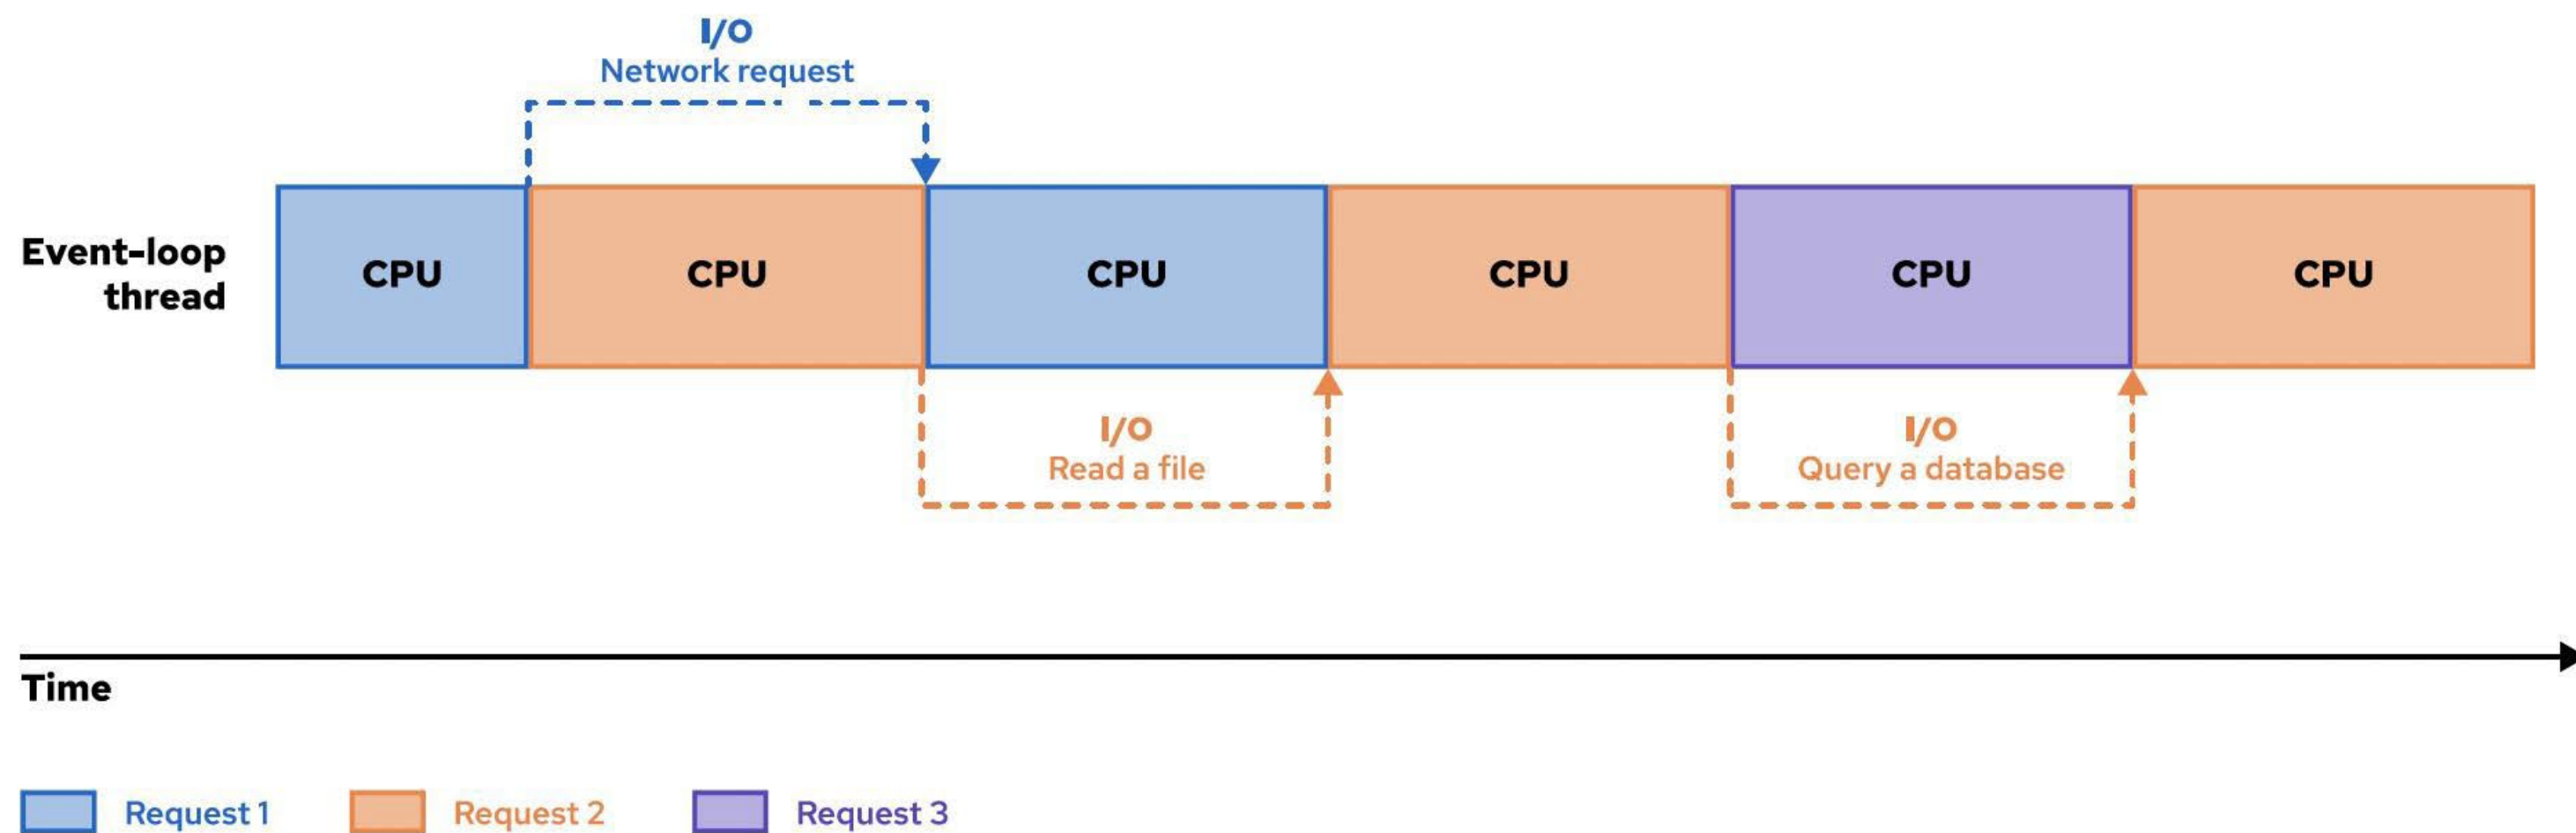 I/O
Network request
Event-loop
thread
CPU
CPU
CPU
CPU
CPU
CPU
I/O
Read a file
I/O
Query a database
Time
Request 1
Request 2
Request 3